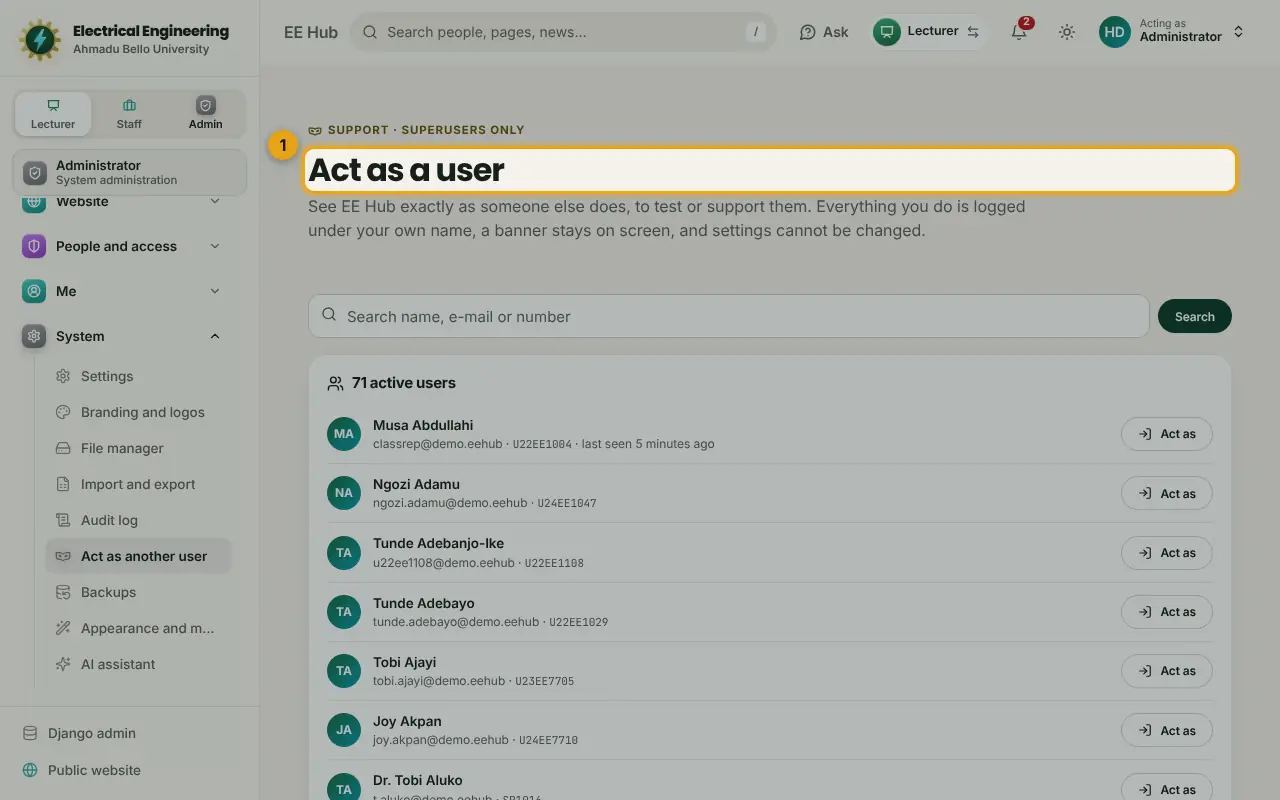 Electrical Engineering
Ahmadu Bello University
EE Hub
Search people, pages, news...
/
Ask
Lecturer
2
HD
Acting as
Administrator
Lecturer
Staff
Admin
Administrator
System administration
Website
People and access
Me
System
Settings
Branding and logos
File manager
Import and export
Audit log
Act as another user
Backups
Appearance and m...
AI assistant
Django admin
Public website
SUPPORT · SUPERUSERS ONLY
1
Act as a user
See EE Hub exactly as someone else does, to test or support them. Everything you do is logged
under your own name, a banner stays on screen, and settings cannot be changed.
Search name, e-mail or number
Search
71 active users
MA
Musa Abdullahi
classrep@demo.eehub · U22EE1004 · last seen 5 minutes ago
Act as
NA
Ngozi Adamu
ngozi.adamu@demo.eehub · U24EE1047
Act as
TA
Tunde Adebanjo-Ike
u22ee1108@demo.eehub · U22EE1108
Act as
TA
Tunde Adebayo
tunde.adebayo@demo.eehub · U22EE1029
Act as
TA
Tobi Ajayi
tobi.ajayi@demo.eehub · U23EE7705
Act as
JA
Joy Akpan
joy.akpan@demo.eehub · U24EE7710
Act as
TA
Dr. Tobi Aluko
t.aluko@demo.eehub · SP1016
Act as